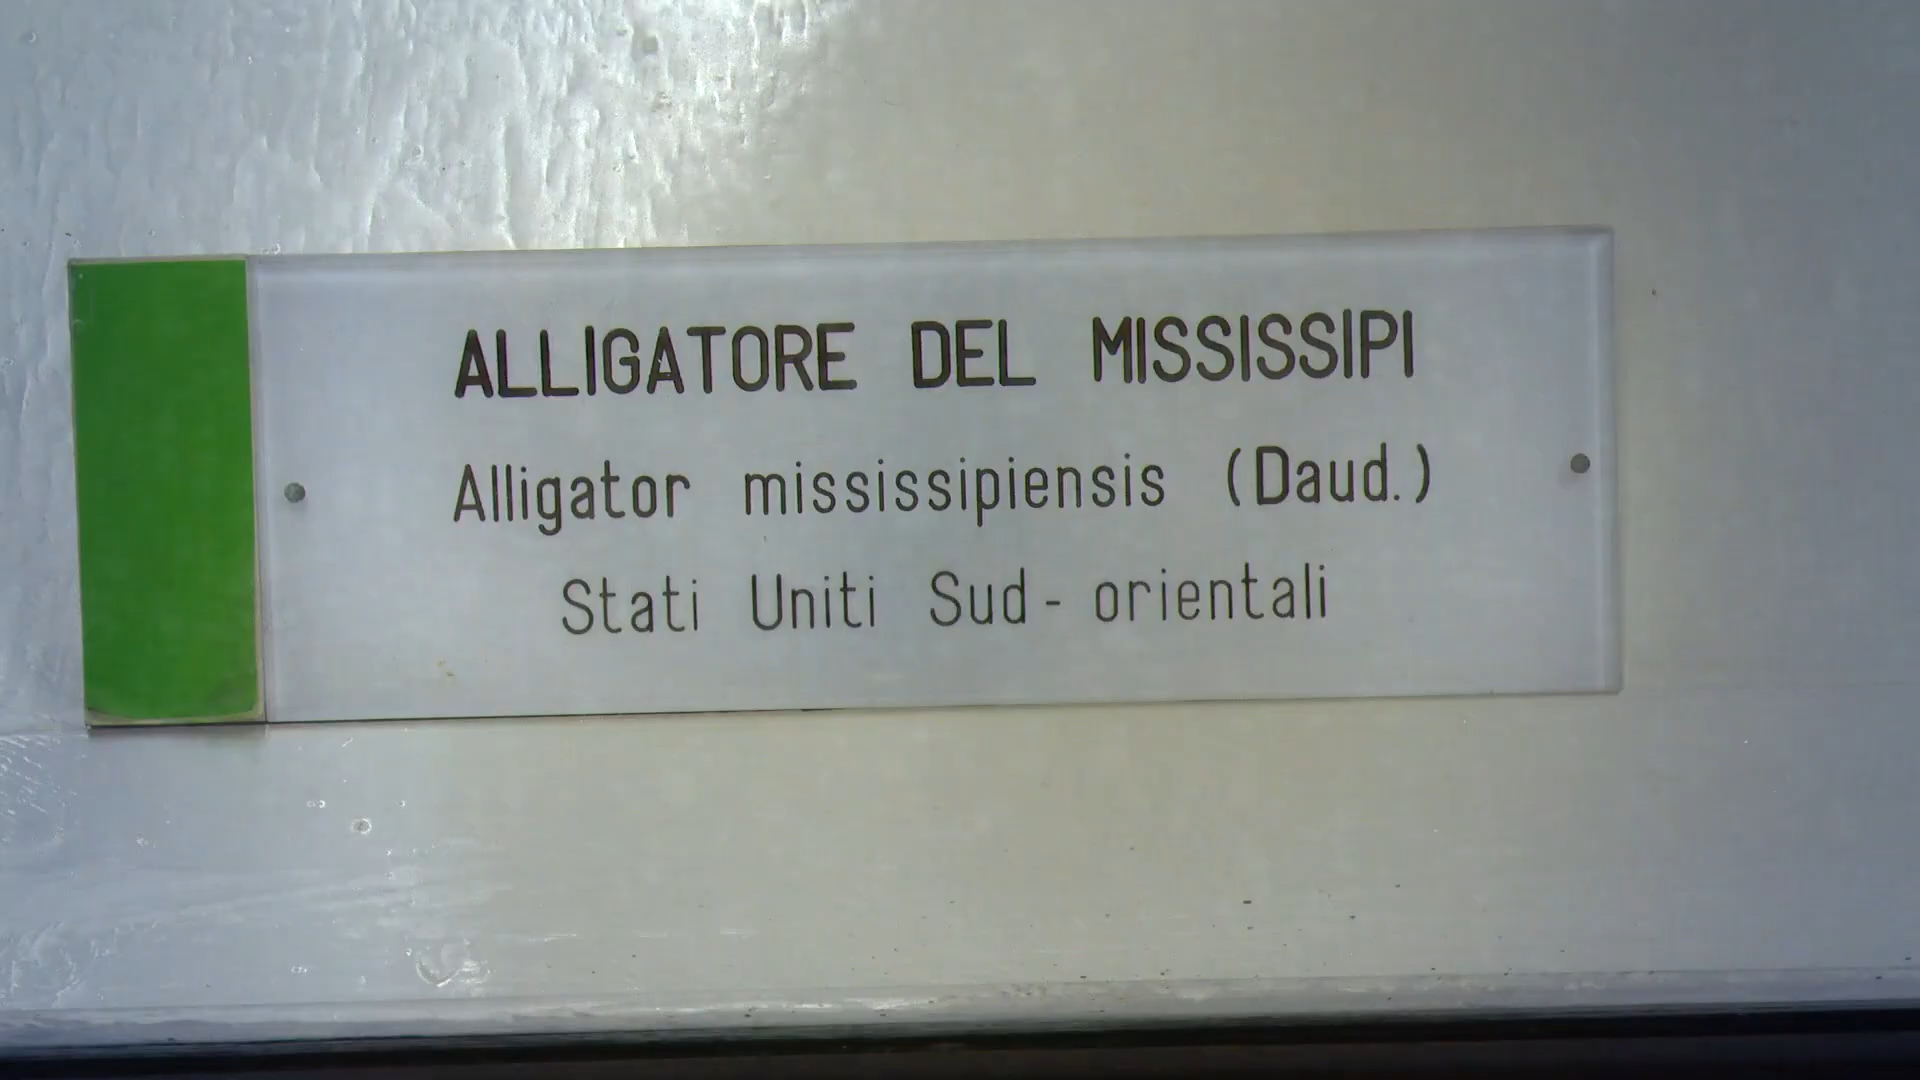 ALLIGATORE DEL MISSISSIPI
Alligator mississipiensis (Daud.)
Stati Uniti Sud-orientali